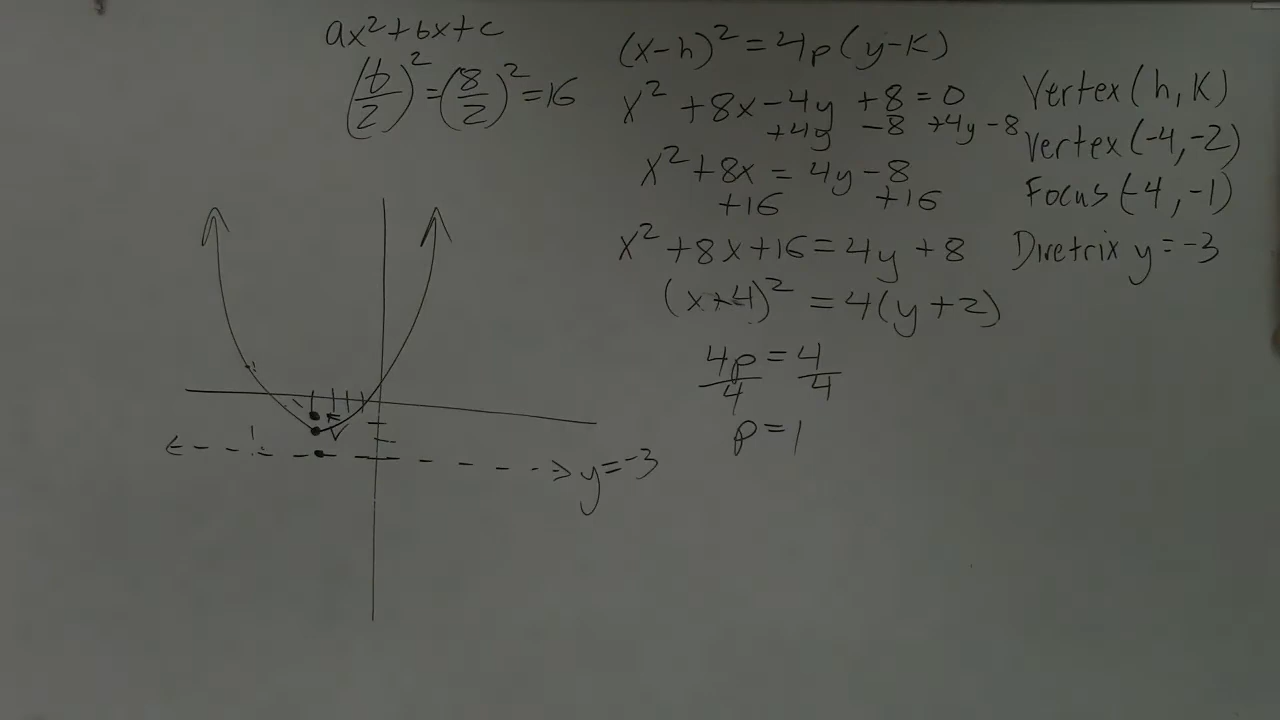 ax² + bx + c
(b/2)² = (8/2)² = 16
(x-h)² = 4p(y-k)
x² + 8x - 4y + 8 = 0
+4y -8 +4y -8
x² + 8x = 4y - 8
+16 +16
x² + 8x + 16 = 4y + 8
(x+4)² = 4(y+2)
4p = 4
4 4
p = 1
Vertex (h, k)
Vertex (-4, -2)
Focus (-4, -1)
Diretrix y = -3
V
y = -3